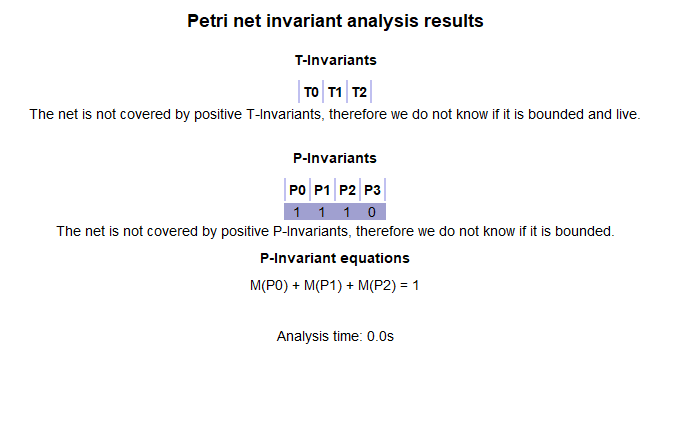 Petri net invariant analysis results
T-Invariants
T0 T1 T2
The net is not covered by positive T-Invariants, therefore we do not know if it is bounded and live.
P-Invariants
P0 P1 P2 P3
1 1 1 0
The net is not covered by positive P-Invariants, therefore we do not know if it is bounded.
P-Invariant equations
M(P0) + M(P1) + M(P2) = 1
Analysis time: 0.0s